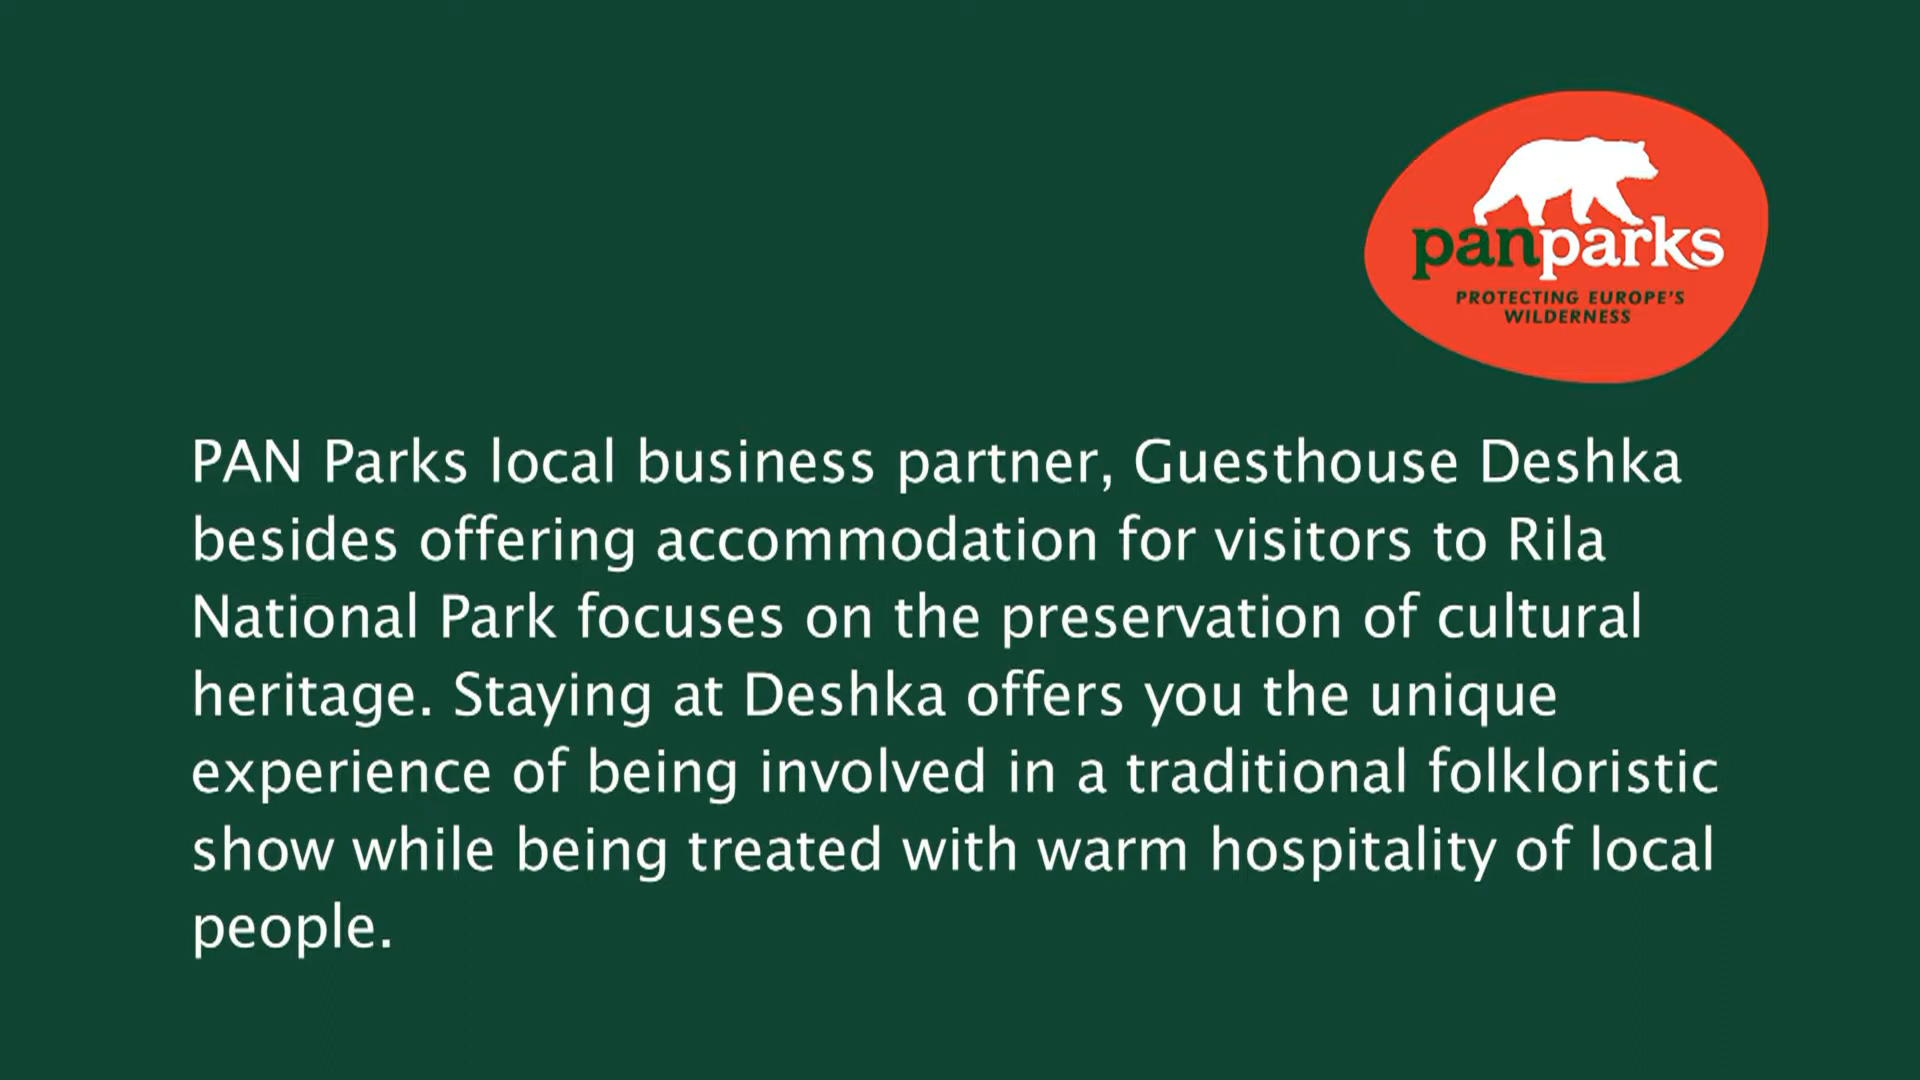 panparks
PROTECTING EUROPE'S
WILDERNESS
PAN Parks local business partner, Guesthouse Deshka
besides offering accommodation for visitors to Rila
National Park focuses on the preservation of cultural
heritage. Staying at Deshka offers you the unique
experience of being involved in a traditional folkloristic
show while being treated with warm hospitality of local
people.